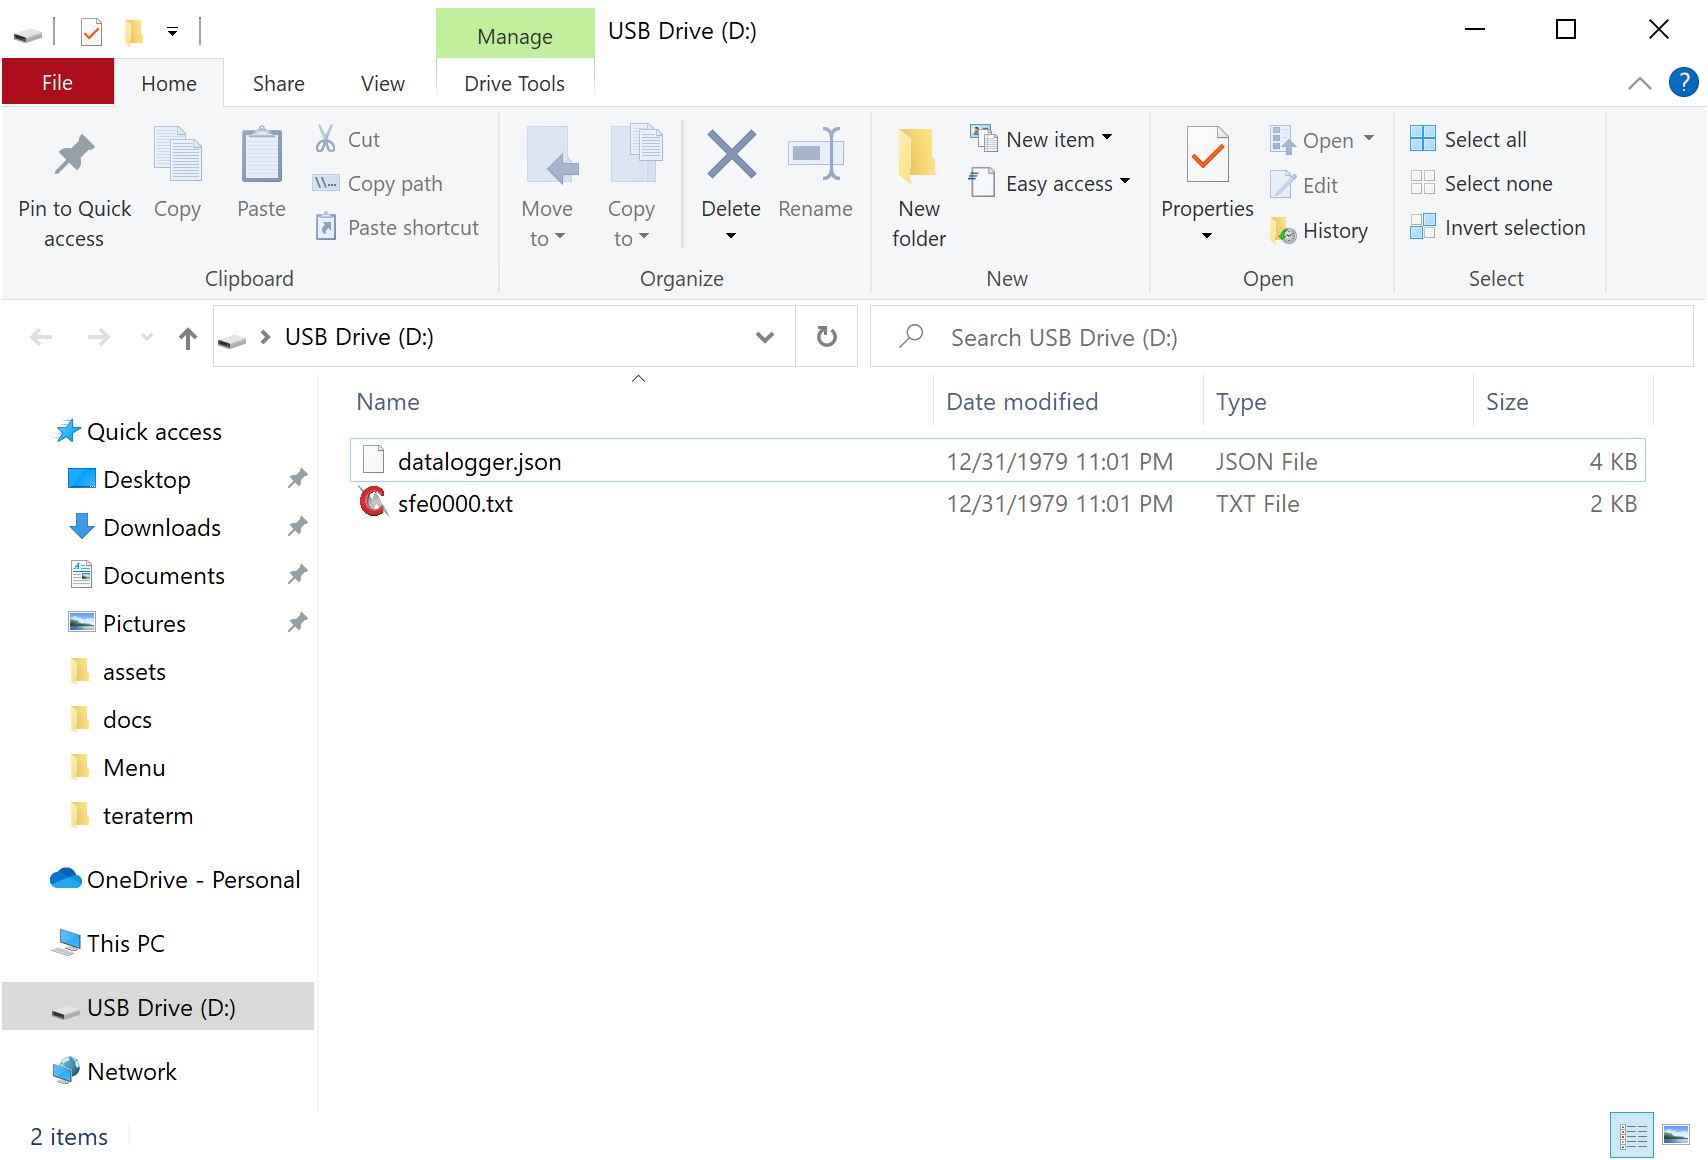 Manage
USB Drive (D:)
File
Home
Share
View
Drive Tools
?
Pin to Quick
access
Copy
Paste
Cut
\\...
Copy path
Paste shortcut
Clipboard
Move
to
Copy
to
Delete
Rename
Organize
New
folder
New item
Easy access
New
Properties
Open
Edit
History
Open
Select all
Select none
Invert selection
Select
USB Drive (D:)
Search USB Drive (D:)
Name
Date modified
Type
Size
datalogger.json
12/31/1979 11:01 PM
JSON File
4 KB
sfe0000.txt
12/31/1979 11:01 PM
TXT File
2 KB
Quick access
Desktop
Downloads
Documents
Pictures
assets
docs
Menu
teraterm
OneDrive - Personal
This PC
USB Drive (D:)
Network
2 items